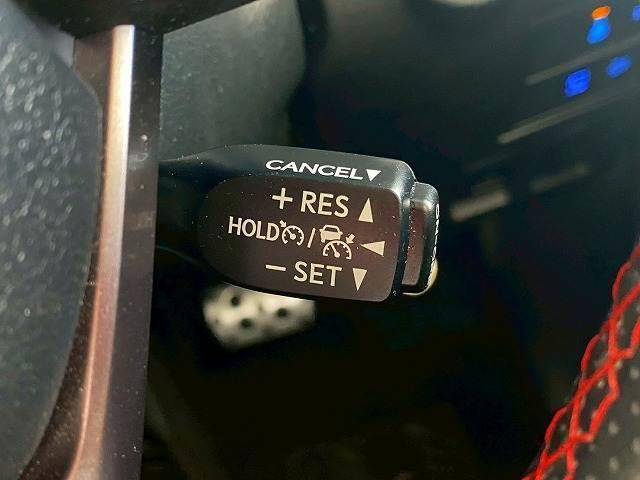 CANCEL▼
+ RES ▲
HOLD / ◀
− SET ▼